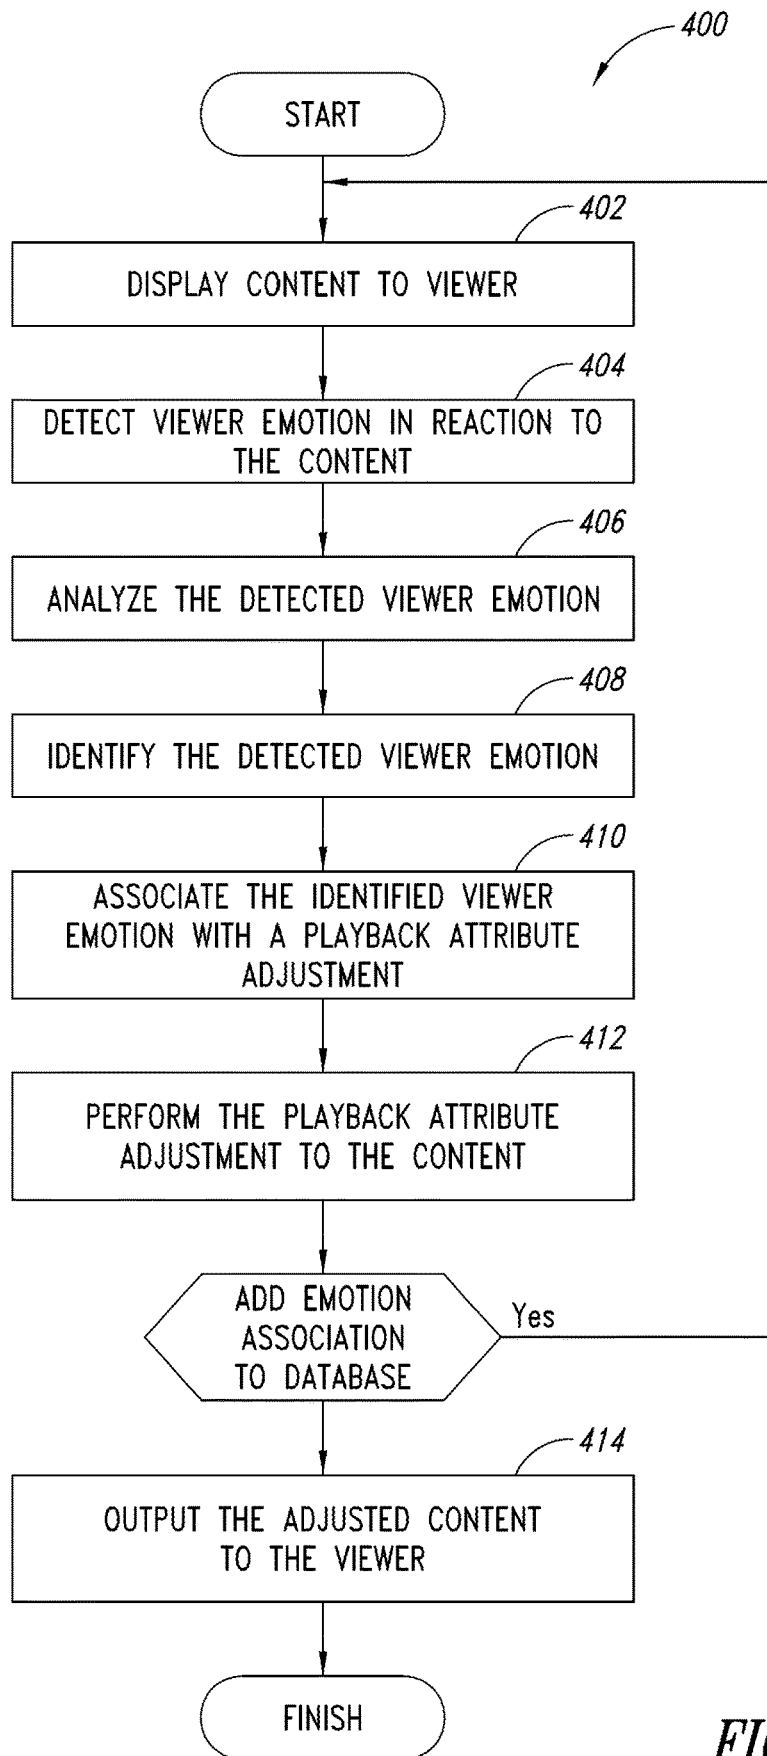 400
START
402
DISPLAY CONTENT TO VIEWER
404
DETECT VIEWER EMOTION IN REACTION TO
THE CONTENT
406
ANALYZE THE DETECTED VIEWER EMOTION
408
IDENTIFY THE DETECTED VIEWER EMOTION
410
ASSOCIATE THE IDENTIFIED VIEWER
EMOTION WITH A PLAYBACK ATTRIBUTE
ADJUSTMENT
412
PERFORM THE PLAYBACK ATTRIBUTE
ADJUSTMENT TO THE CONTENT
ADD EMOTION
ASSOCIATION
TO DATABASE
Yes
414
OUTPUT THE ADJUSTED CONTENT
TO THE VIEWER
FINISH